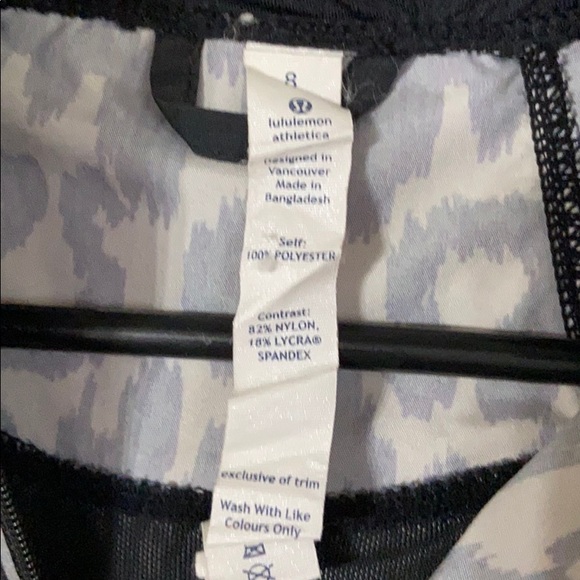 8
lululemon
athletica
Designed in
Vancouver
Made in
Bangladesh
Self:
100% POLYESTER
Contrast:
82% NYLON,
18% LYCRA®
SPANDEX
exclusive of trim
Wash With Like
Colours Only